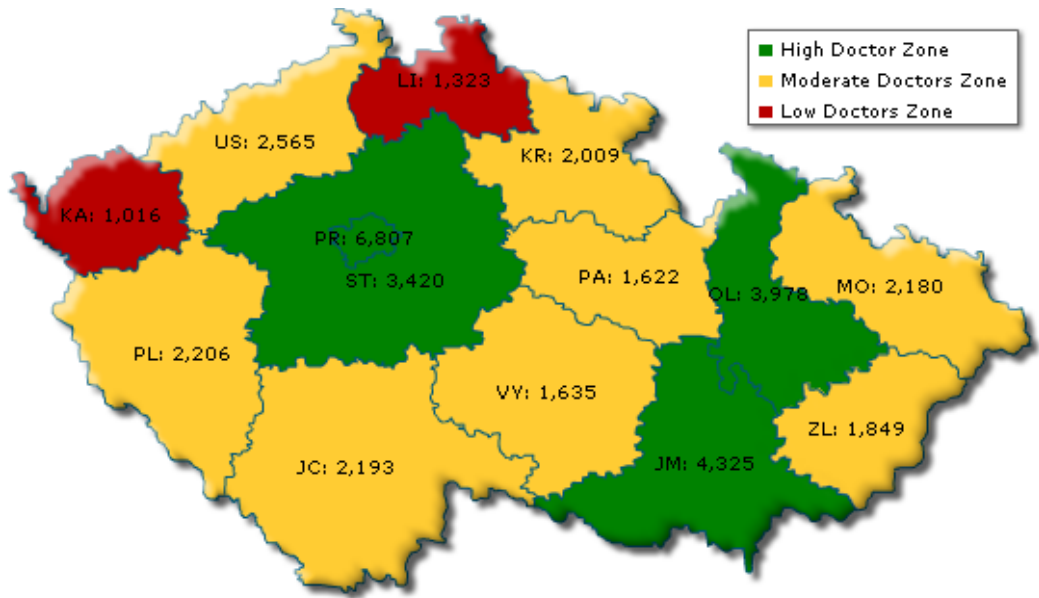 High Doctor Zone
Moderate Doctors Zone
Low Doctors Zone
LI: 1,323
US: 2,565
KR: 2,009
KA: 1,016
PR: 6,807
ST: 3,420
PA: 1,622
OL: 3,978
MO: 2,180
PL: 2,206
VY: 1,635
ZL: 1,849
JC: 2,193
JM: 4,325